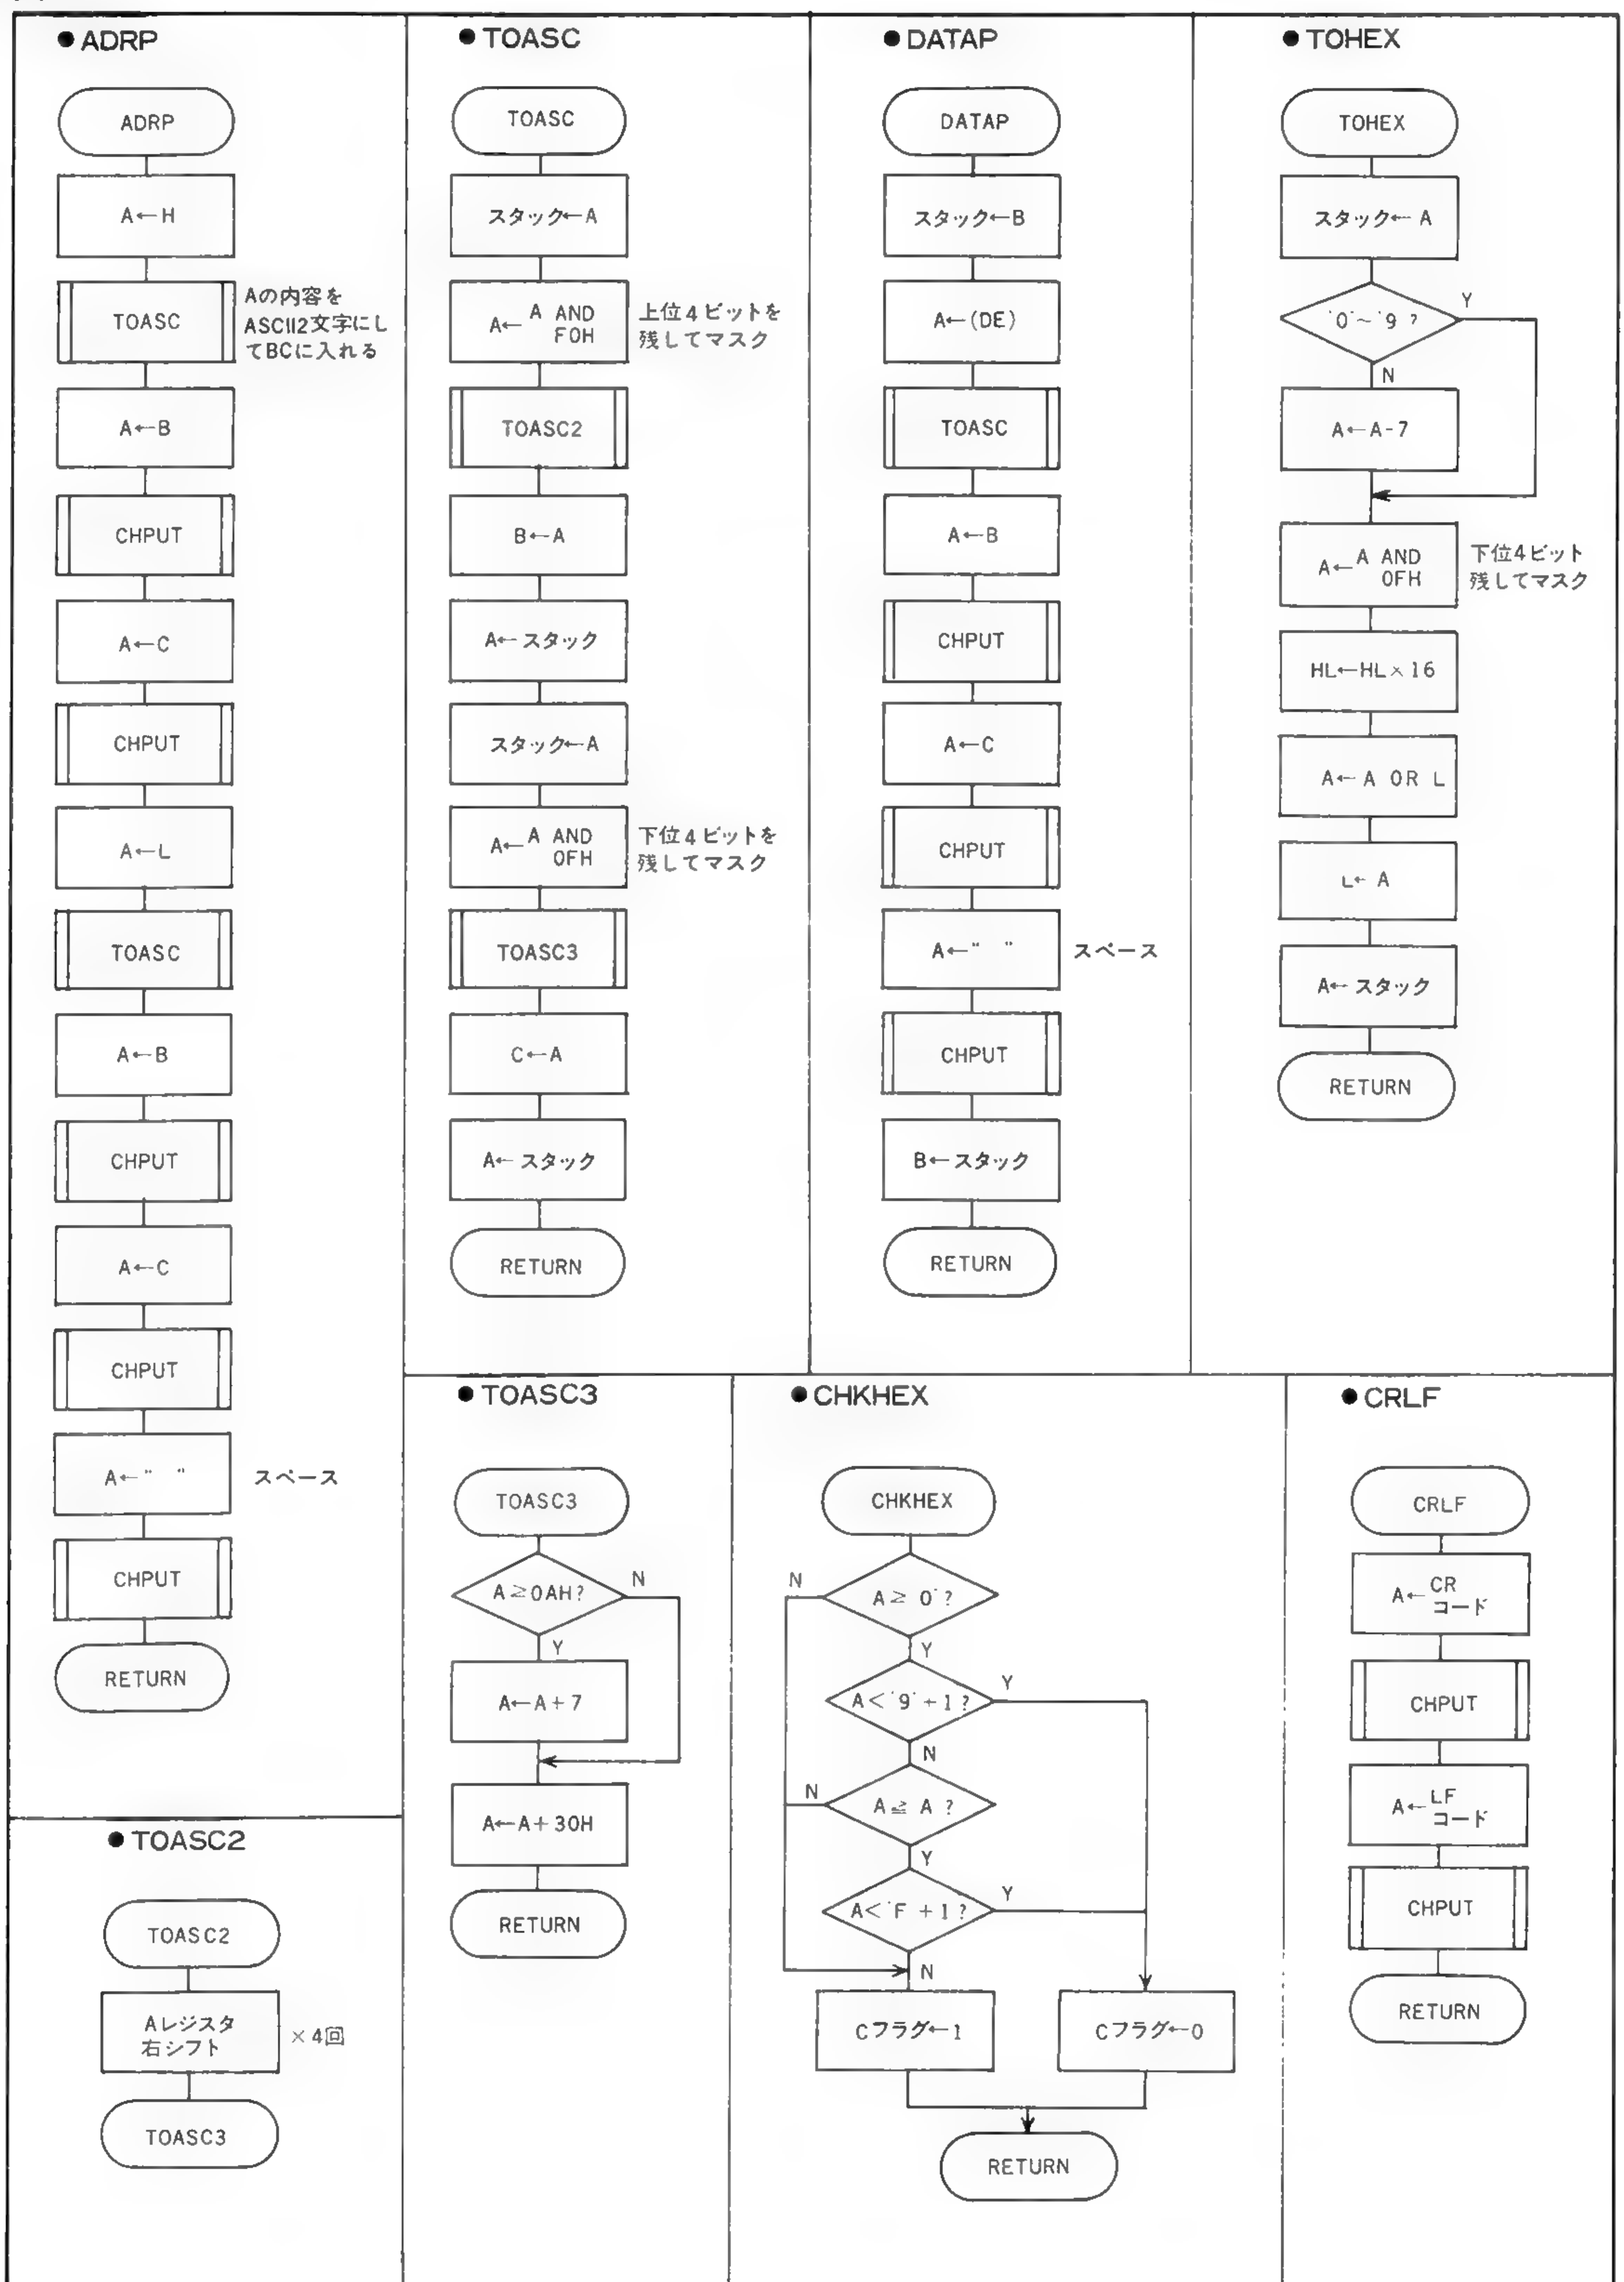 ● ADRP
ADRP
A←H
TOASC
Aの内容を
ASCII2文字にし
てBCに入れる
A←B
CHPUT
A←C
CHPUT
A←L
TOASC
A←B
CHPUT
A←C
CHPUT
A←" "
スペース
CHPUT
RETURN
● TOASC
TOASC
スタック←A
A←A AND
F0H
上位4ビットを
残してマスク
TOASC2
B←A
A←スタック
スタック←A
A←A AND
0FH
下位4ビットを
残してマスク
TOASC3
C←A
A←スタック
RETURN
● DATAP
DATAP
スタック←B
A←(DE)
TOASC
A←B
CHPUT
A←C
CHPUT
A←" "
スペース
CHPUT
B←スタック
RETURN
● TOHEX
TOHEX
スタック←A
'0'~'9 ?
Y
N
A←A-7
A←A AND
0FH
下位4ビット
残してマスク
HL←HL×16
A←A OR L
L←A
A←スタック
RETURN
● TOASC2
TOASC2
Aレジスタ
右シフト
×4回
TOASC3
● TOASC3
TOASC3
A≧0AH?
N
Y
A←A+7
A←A+30H
RETURN
● CHKHEX
CHKHEX
N
A≧ 0'?
Y
A<'9'+1?
Y
N
N
A≧ A ?
Y
A<'F +1?
Y
N
Cフラグ←1
Cフラグ←0
RETURN
● CRLF
CRLF
A←CR
コード
CHPUT
A←LF
コード
CHPUT
RETURN